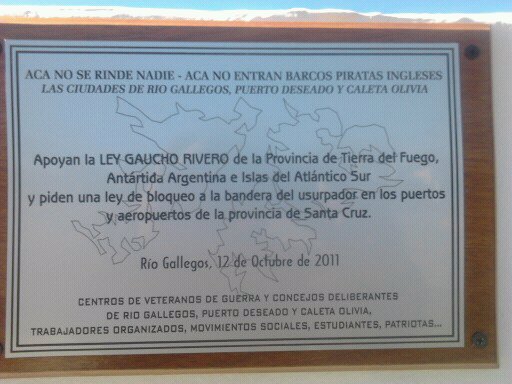 ACA NO SE RINDE NADIE - ACA NO ENTRAN BARCOS PIRATAS INGLESES
LAS CIUDADES DE RIO GALLEGOS, PUERTO DESEADO Y CALETA OLIVIA
Apoyan la LEY GAUCHO RIVERO de la Provincia de Tierra del Fuego,
Antártida Argentina e Islas del Atlántico Sur
y piden una ley de bloqueo a la bandera del usurpador en los puertos
y aeropuertos de la provincia de Santa Cruz.
Río Gallegos, 12 de Octubre de 2011
CENTROS DE VETERANOS DE GUERRA Y CONCEJOS DELIBERANTES
DE RIO GALLEGOS, PUERTO DESEADO Y CALETA OLIVIA,
TRABAJADORES ORGANIZADOS, MOVIMIENTOS SOCIALES, ESTUDIANTES, PATRIOTAS...